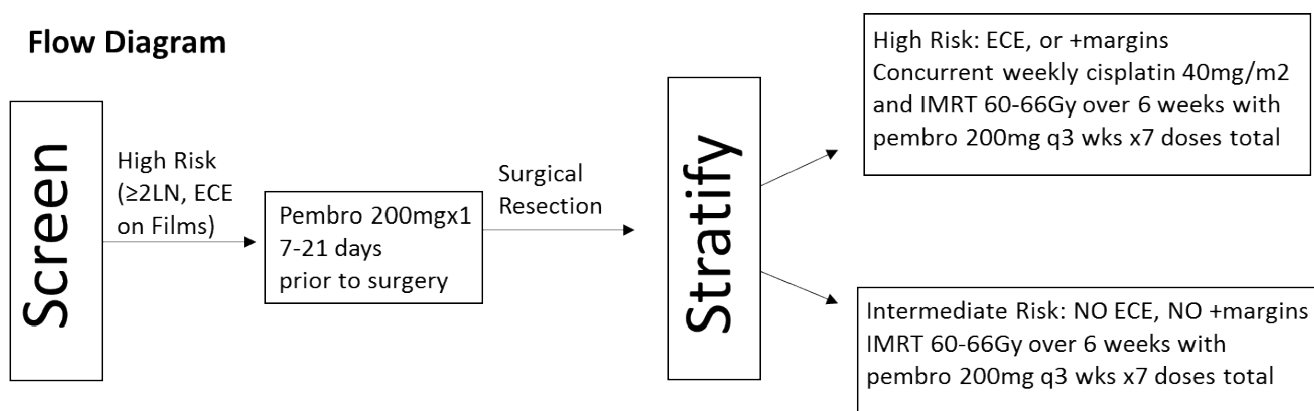 Flow Diagram
Screen
High Risk
(≥2LN, ECE
on Films)
Pembro 200mgx1
7-21 days
prior to surgery
Surgical
Resection
Stratify
High Risk: ECE, or +margins
Concurrent weekly cisplatin 40mg/m2
and IMRT 60-66Gy over 6 weeks with
pembro 200mg q3 wks x7 doses total
Intermediate Risk: NO ECE, NO +margins
IMRT 60-66Gy over 6 weeks with
pembro 200mg q3 wks x7 doses total